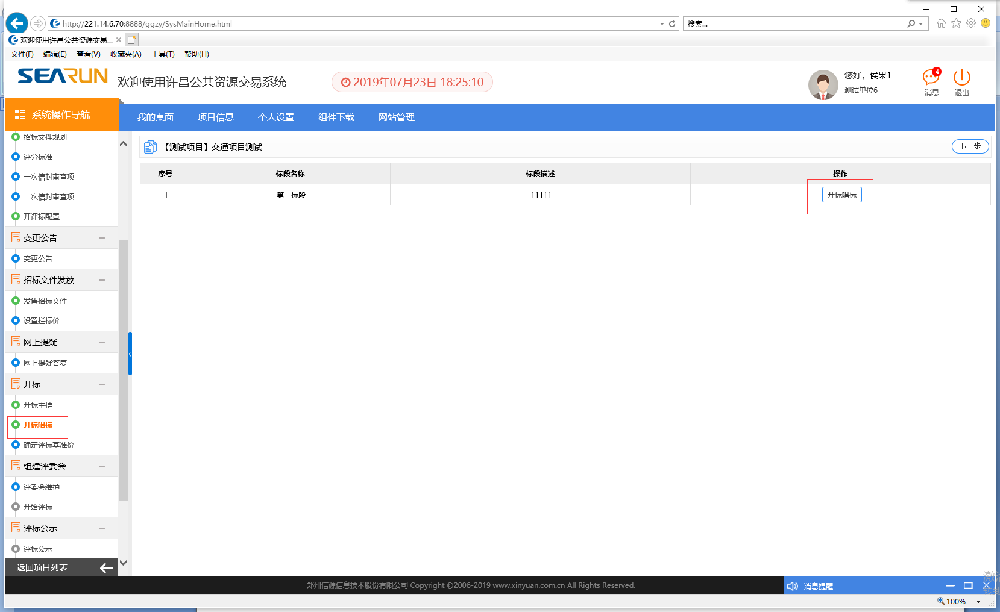 http://221.14.6.70:8888/ggzy/SysMainHome.html
搜索...
欢迎使用许昌公共资源交易...
文件(F) 编辑(E) 查看(V) 收藏夹(A) 工具(T) 帮助(H)
SEARUN
欢迎使用许昌公共资源交易系统
2019年07月23日 18:25:10
您好，侯果1
测试单位6
4
消息
退出
系统操作导航
我的桌面 项目信息 个人设置 组件下载 网站管理
招标文件规划
评分标准
一次信封审查项
二次信封审查项
开评标配置
变更公告
变更公告
招标文件发放
发售招标文件
设置拦标价
网上提疑
网上提疑答复
开标
开标主持
开标唱标
确定评标基准价
组建评委会
评委会维护
开始评标
评标公示
评标公示
返回项目列表
【测试项目】交通项目测试
下一步
序号 标段名称 标段描述 操作
1 第一标段 11111 开标唱标
郑州信源信息技术股份有限公司 Copyright ©2006-2019 www.xinyuan.com.cn All Rights Reserved.
消息提醒
100%